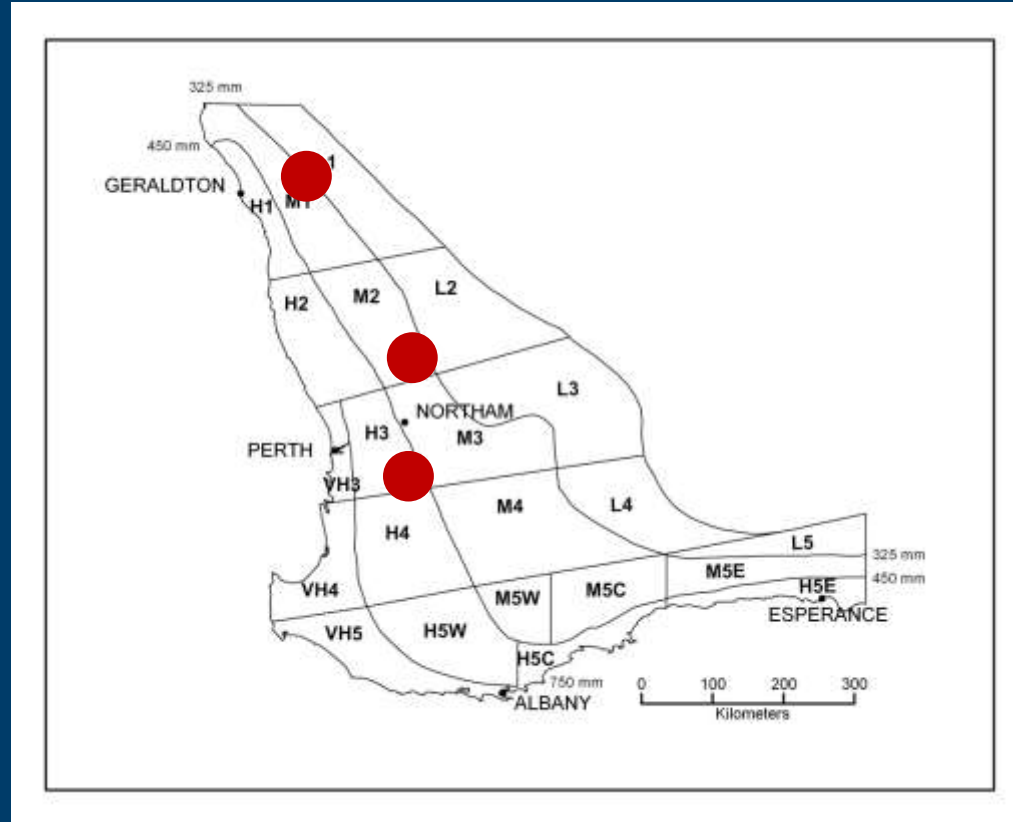 325 mm
450 mm
1
GERALDTON
H1
M1
H2
M2
L2
L3
NORTHAM
H3
M3
PERTH
VH3
L4
M4
H4
L5
325 mm
M5E
450 mm
VH4
M5W
M5C
H5E
ESPERANCE
VH5
H5W
H5C
750 mm
ALBANY
0 100 200 300
Kilometers